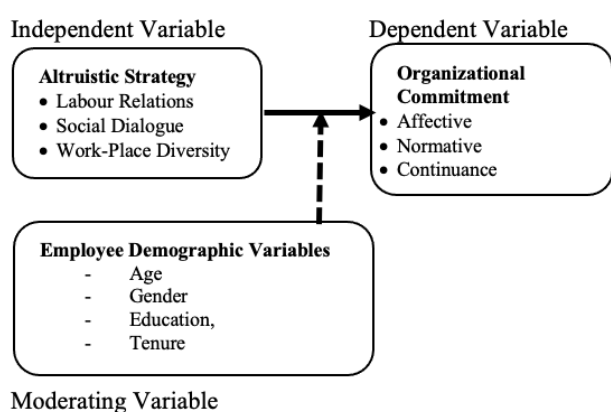 Independent Variable
Dependent Variable
Altruistic Strategy
• Labour Relations
• Social Dialogue
• Work-Place Diversity
Organizational
Commitment
• Affective
• Normative
• Continuance
Employee Demographic Variables
- Age
- Gender
- Education,
- Tenure
Moderating Variable